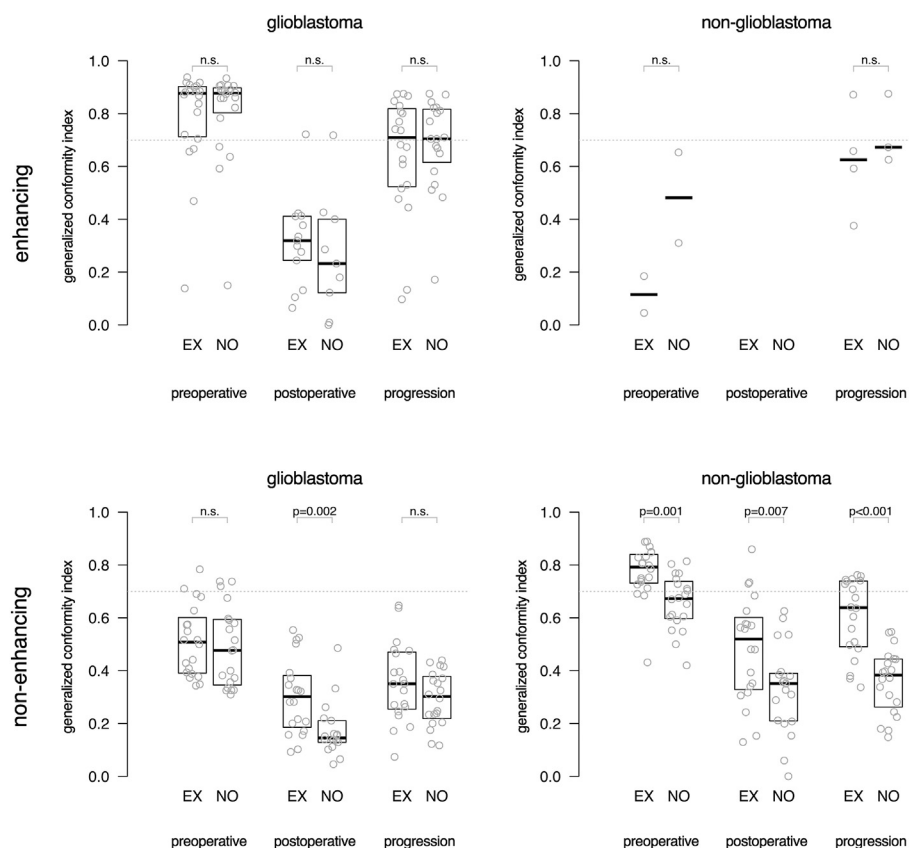 glioblastoma
non-glioblastoma
enhancing
generalized conformity index
1.0
0.8
0.6
0.4
0.2
0.0
n.s.
n.s.
n.s.
EX NO
EX NO
EX NO
preoperative
postoperative
progression
generalized conformity index
1.0
0.8
0.6
0.4
0.2
0.0
n.s.
n.s.
EX NO
EX NO
EX NO
preoperative
postoperative
progression
glioblastoma
non-glioblastoma
non-enhancing
generalized conformity index
1.0
0.8
0.6
0.4
0.2
0.0
n.s.
p=0.002
n.s.
EX NO
EX NO
EX NO
preoperative
postoperative
progression
generalized conformity index
1.0
0.8
0.6
0.4
0.2
0.0
p=0.001
p=0.007
p<0.001
EX NO
EX NO
EX NO
preoperative
postoperative
progression